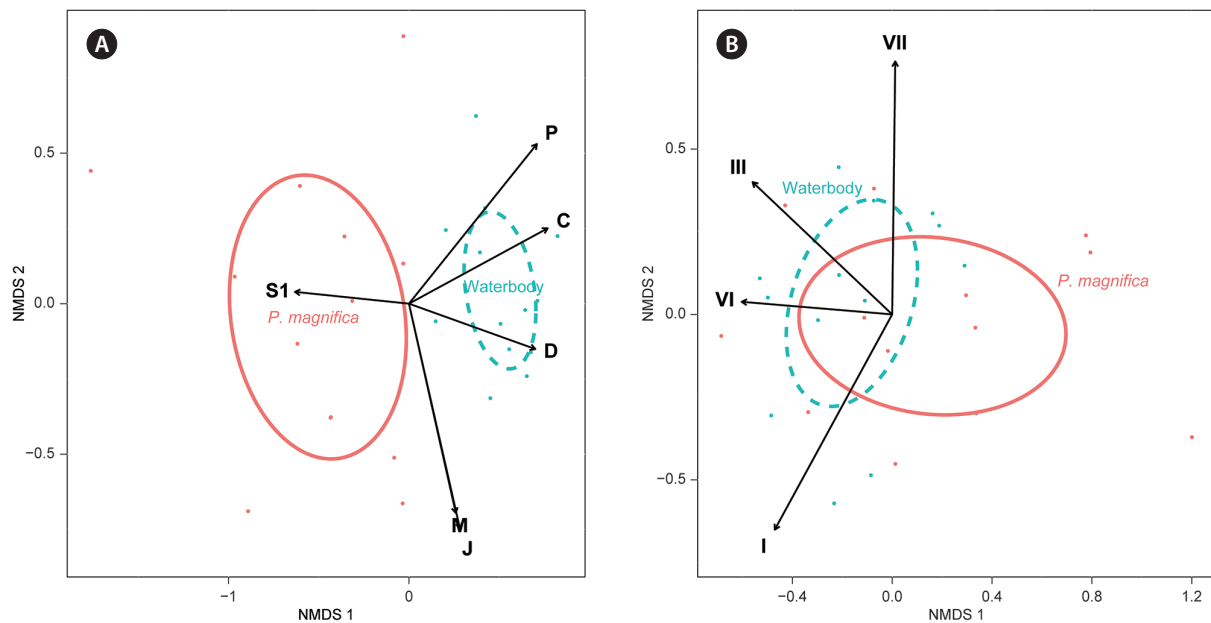 A
P
C
S1
P. magnifica
Waterbody
D
M
J
0.5
0.0
−0.5
NMDS 2
−1
0
NMDS 1
B
VII
III
Waterbody
VI
P. magnifica
I
0.5
0.0
−0.5
NMDS 2
−0.4
0.0
0.4
0.8
1.2
NMDS 1